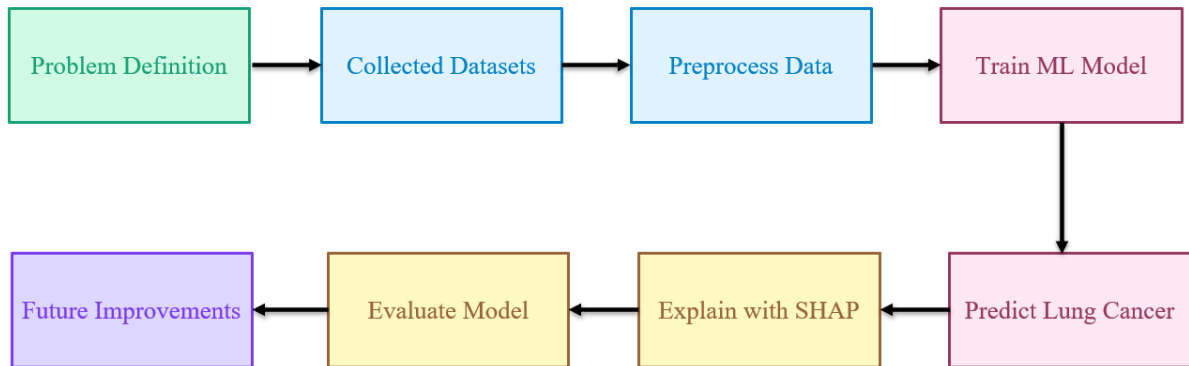 Problem Definition
Collected Datasets
Preprocess Data
Train ML Model
Predict Lung Cancer
Explain with SHAP
Evaluate Model
Future Improvements